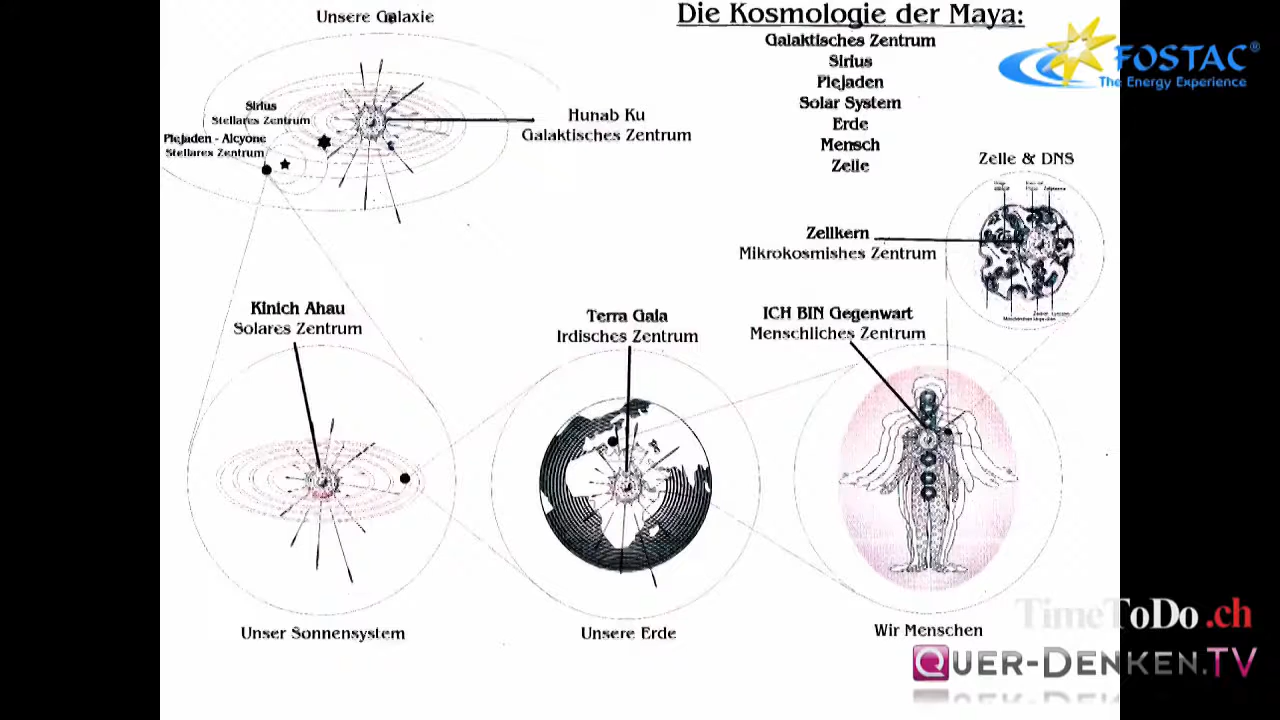 Unsere Galaxie
Die Kosmologie der Maya:
Galaktisches Zentrum
Sirius
Plejaden
Solar System
Erde
Mensch
Zelle
FOSTAC®
The Energy Experience
Sirius
Stellares Zentrum
Plejaden - Alcyone
Stellares Zentrum
Hunab Ku
Galaktisches Zentrum
Zelle & DNS
Zellkern
Mikrokosmishes Zentrum
Kinich Ahau
Solares Zentrum
Terra Gaia
Irdisches Zentrum
ICH BIN Gegenwart
Menschliches Zentrum
Unser Sonnensystem
Unsere Erde
Wir Menschen
TimeToDo.ch
QUER-DENKEN.TV